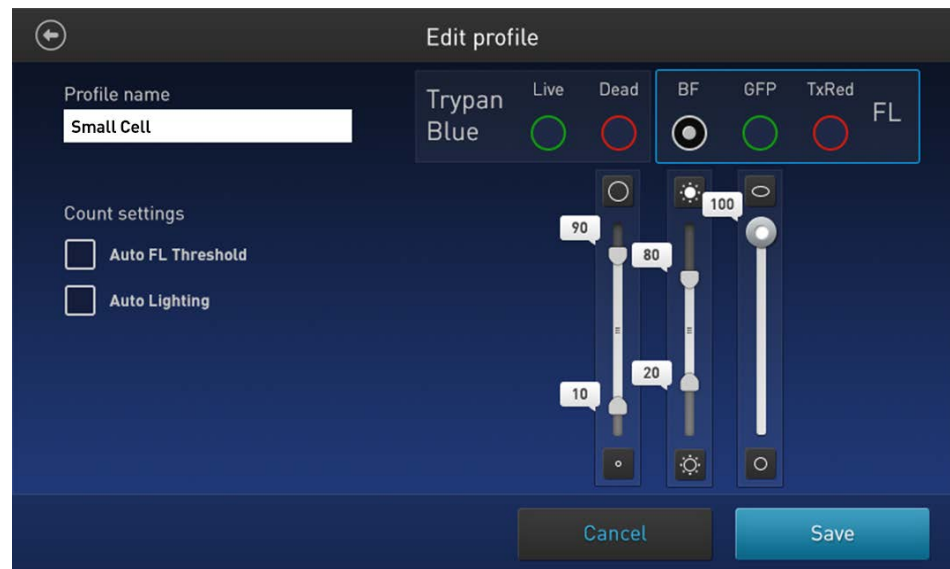 Edit profile
Profile name
Small Cell
Trypan
Blue
Live
Dead
BF
GFP
TxRed
FL
Count settings
Auto FL Threshold
Auto Lighting
90
10
80
20
100
Cancel
Save